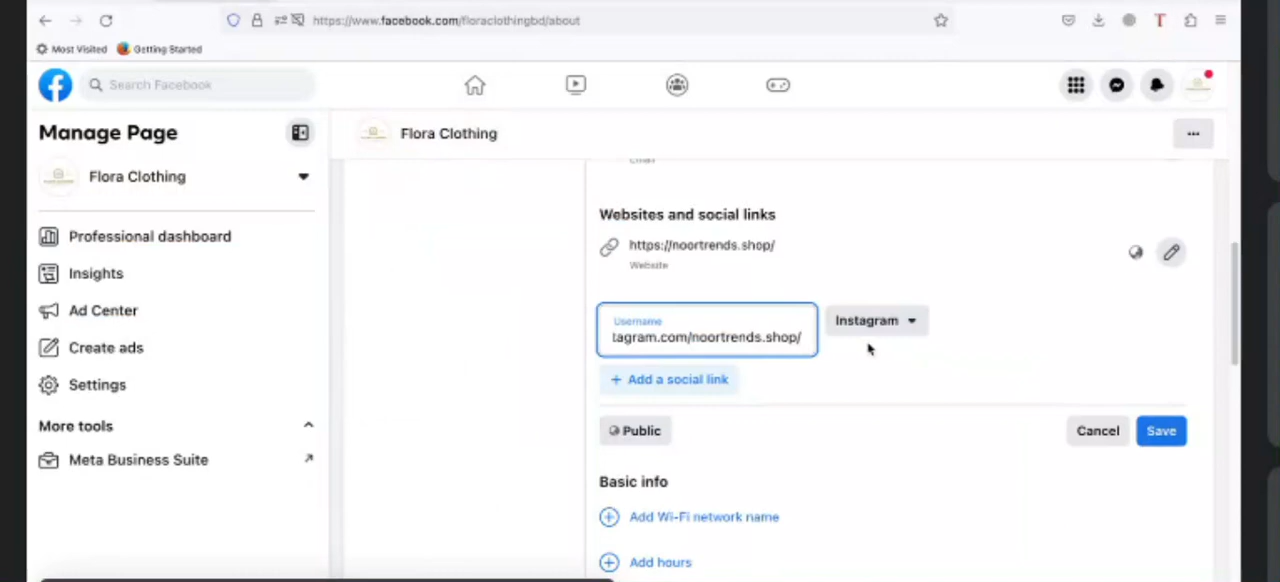 https://www.facebook.com/floraclothingbd/about
Most Visited
Getting Started
Search Facebook
Manage Page
Flora Clothing
Flora Clothing
Professional dashboard
Insights
Ad Center
Create ads
Settings
More tools
Meta Business Suite
Email
Websites and social links
https://noortrends.shop/
Website
Username
tagram.com/noortrends.shop/
Instagram
+ Add a social link
Public
Cancel
Save
Basic info
Add Wi-Fi network name
Add hours